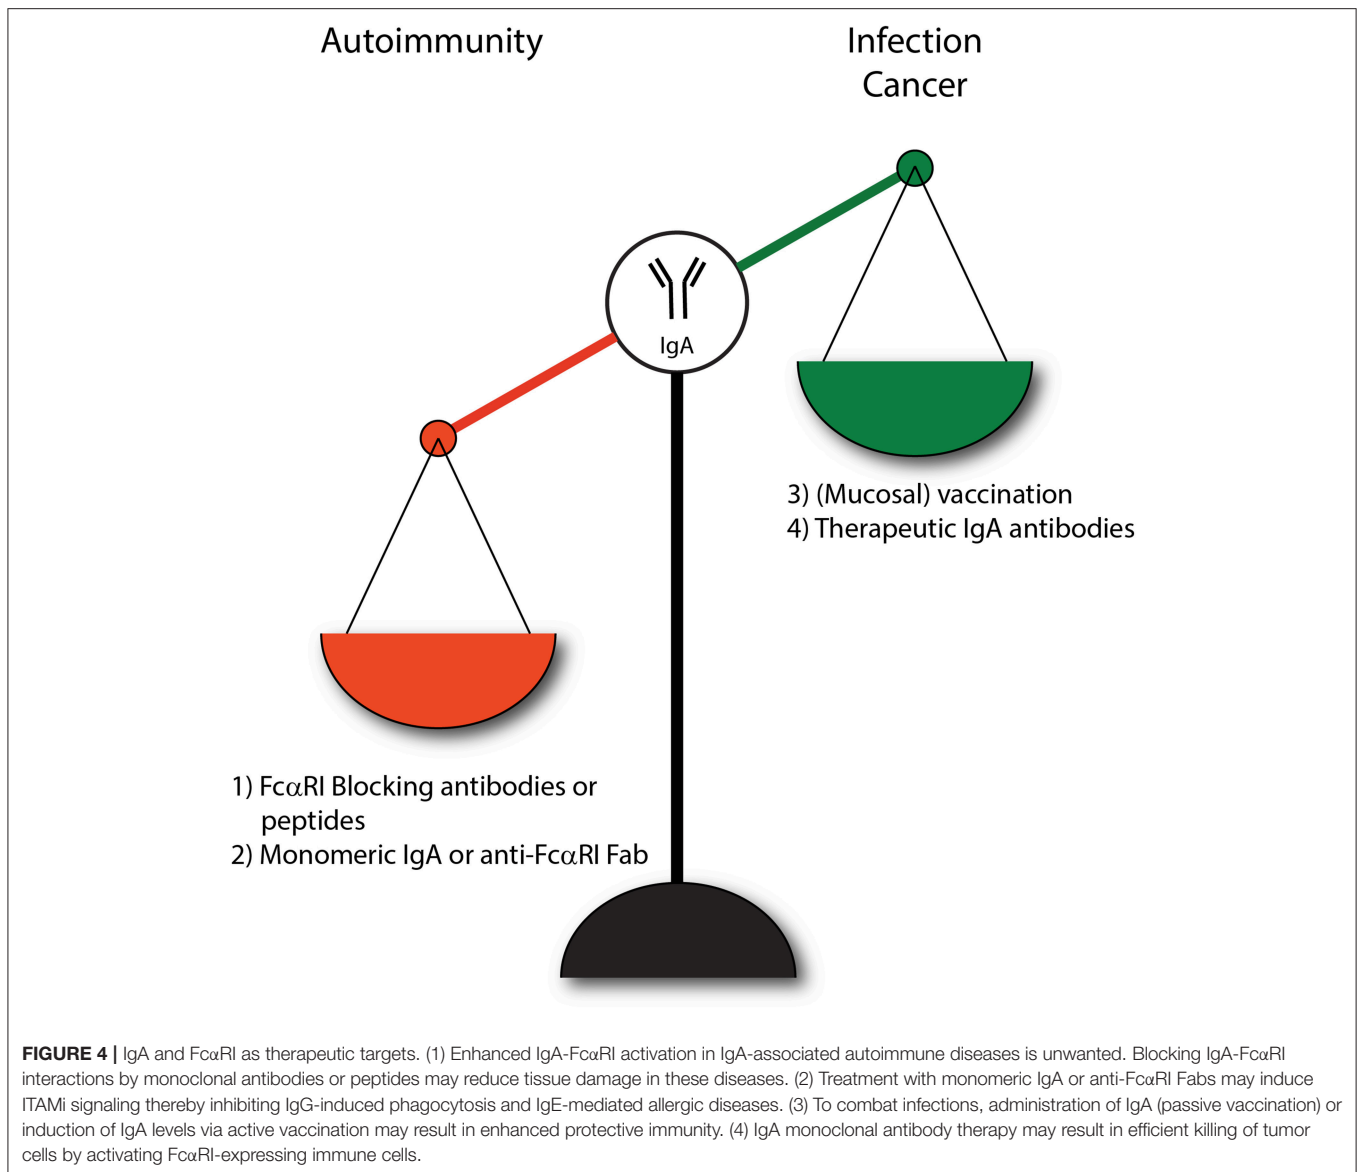 Autoimmunity
Infection
Cancer
IgA
3) (Mucosal) vaccination
4) Therapeutic IgA antibodies
1) FcαRI Blocking antibodies or
peptides
2) Monomeric IgA or anti-FcαRI Fab
FIGURE 4 | IgA and FcαRI as therapeutic targets. (1) Enhanced IgA-FcαRI activation in IgA-associated autoimmune diseases is unwanted. Blocking IgA-FcαRI
interactions by monoclonal antibodies or peptides may reduce tissue damage in these diseases. (2) Treatment with monomeric IgA or anti-FcαRI Fabs may induce
ITAMi signaling thereby inhibiting IgG-induced phagocytosis and IgE-mediated allergic diseases. (3) To combat infections, administration of IgA (passive vaccination) or
induction of IgA levels via active vaccination may result in enhanced protective immunity. (4) IgA monoclonal antibody therapy may result in efficient killing of tumor
cells by activating FcαRI-expressing immune cells.